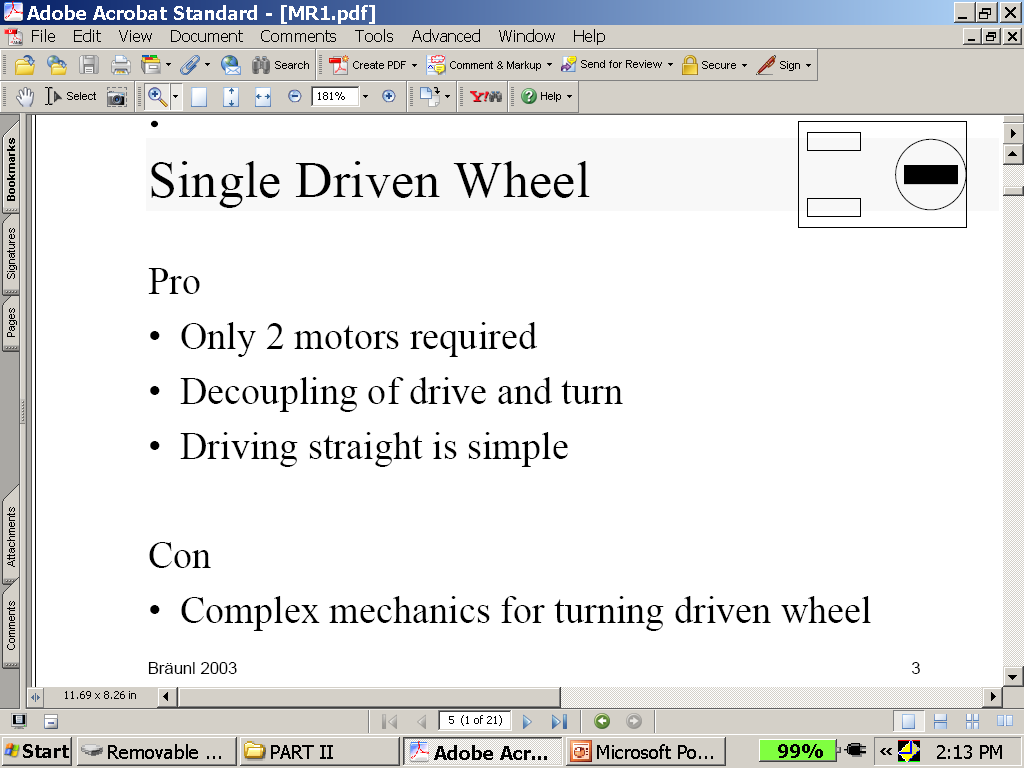 Adobe Acrobat Standard - [MR1.pdf]
File Edit View Document Comments Tools Advanced Window Help
Search Create PDF Comment & Markup Send for Review Secure Sign
Select 181% Y! Help
Bookmarks
Signatures
Pages
Attachments
Comments
•
Single Driven Wheel
Pro
• Only 2 motors required
• Decoupling of drive and turn
• Driving straight is simple
Con
• Complex mechanics for turning driven wheel
Bräunl 2003 3
11.69 x 8.26 in
5 (1 of 21)
Start Removable ... PART II Adobe Acr... Microsoft Po... 99% « 2:13 PM